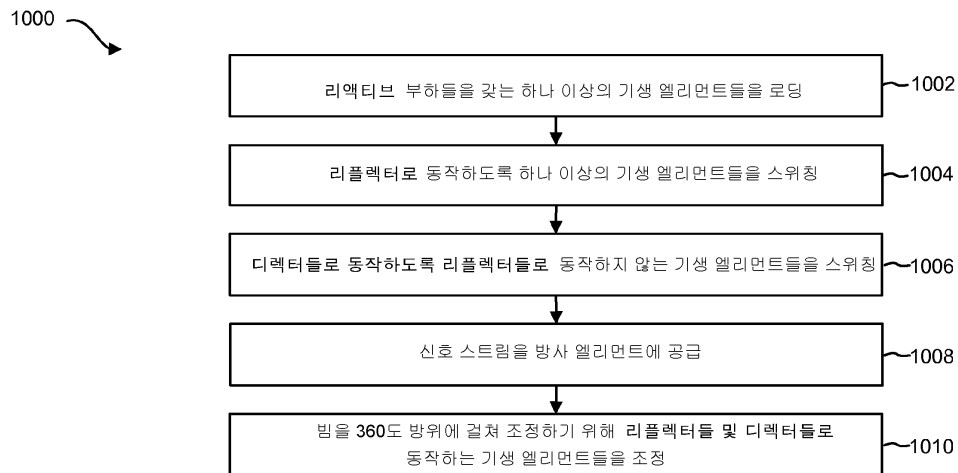 1000
리액티브 부하들을 갖는 하나 이상의 기생 엘리먼트들을 로딩
1002
리플렉터로 동작하도록 하나 이상의 기생 엘리먼트들을 스위칭
1004
디렉터들로 동작하도록 리플렉터들로 동작하지 않는 기생 엘리먼트들을 스위칭
1006
신호 스트림을 방사 엘리먼트에 공급
1008
빔을 360도 방위에 걸쳐 조정하기 위해 리플렉터들 및 디렉터들로
동작하는 기생 엘리먼트들을 조정
1010